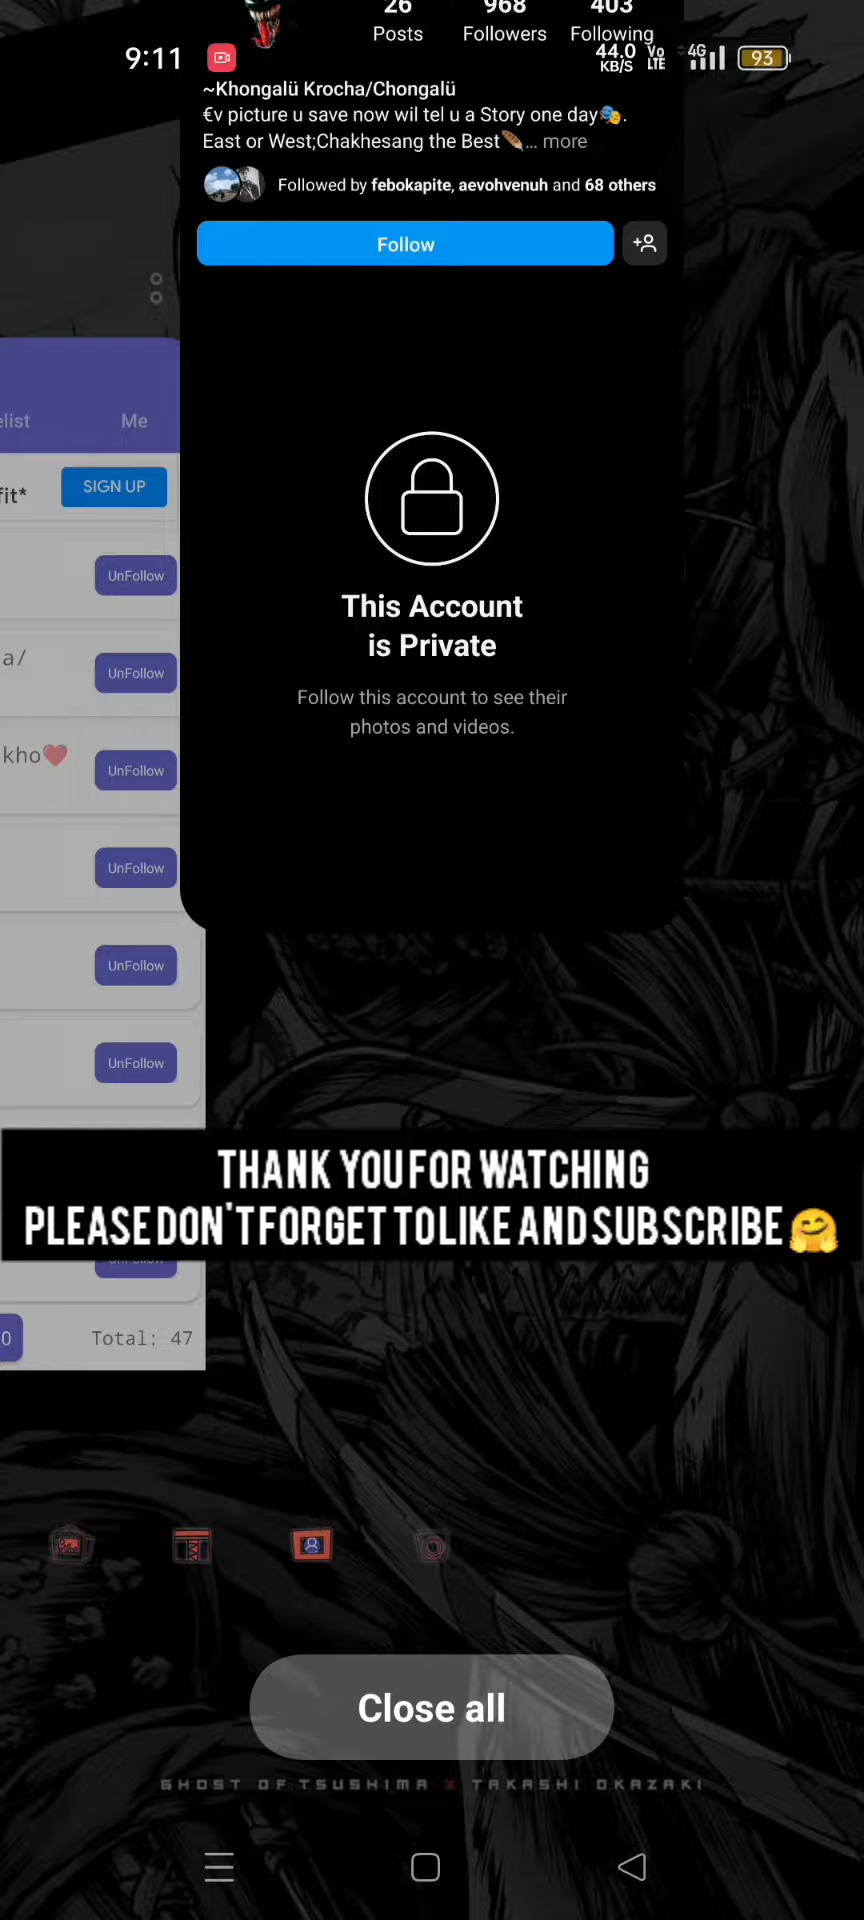 26 968 403
Posts Followers Following
9:11 44.0 KB/S Vo LTE 4G 93
~Khongalü Krocha/Chongalü
€v picture u save now wil tel u a Story one day🎭.
East or West;Chakhesang the Best🪶... more
Followed by febokapite, aevohvenuh and 68 others
Follow
elist Me
fit* SIGN UP
UnFollow
This Account
is Private
a/ UnFollow
Follow this account to see their
photos and videos.
kho❤️ UnFollow
UnFollow
UnFollow
UnFollow
THANK YOU FOR WATCHING
PLEASE DON'T FORGET TO LIKE AND SUBSCRIBE 🤗
0 Total: 47
Close all
GHOST OF TSUSHIMA x TAKASHI OKAZAKI